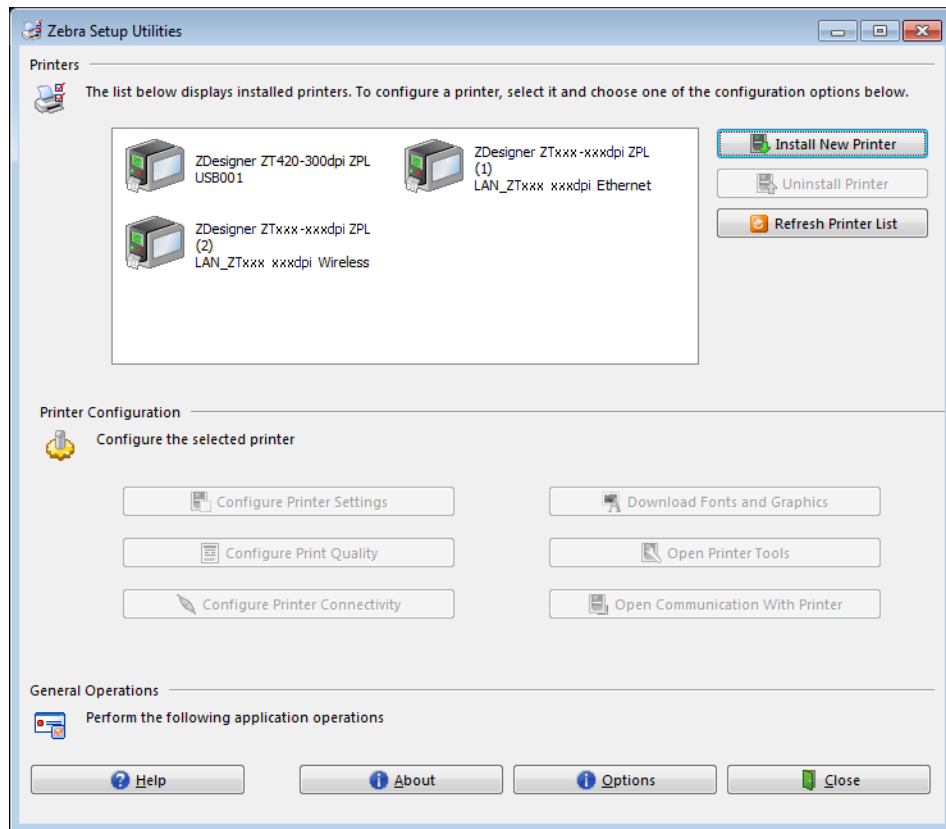 Zebra Setup Utilities
Printers
The list below displays installed printers. To configure a printer, select it and choose one of the configuration options below.
ZDesigner ZT420-300dpi ZPL
USB001
ZDesigner ZTxxx-xxxdpi ZPL
(1)
LAN_ZTxxx xxxdpi Ethernet
ZDesigner ZTxxx-xxxdpi ZPL
(2)
LAN_ZTxxx xxxdpi Wireless
Install New Printer
Uninstall Printer
Refresh Printer List
Printer Configuration
Configure the selected printer
Configure Printer Settings
Download Fonts and Graphics
Configure Print Quality
Open Printer Tools
Configure Printer Connectivity
Open Communication With Printer
General Operations
Perform the following application operations
Help
About
Options
Close